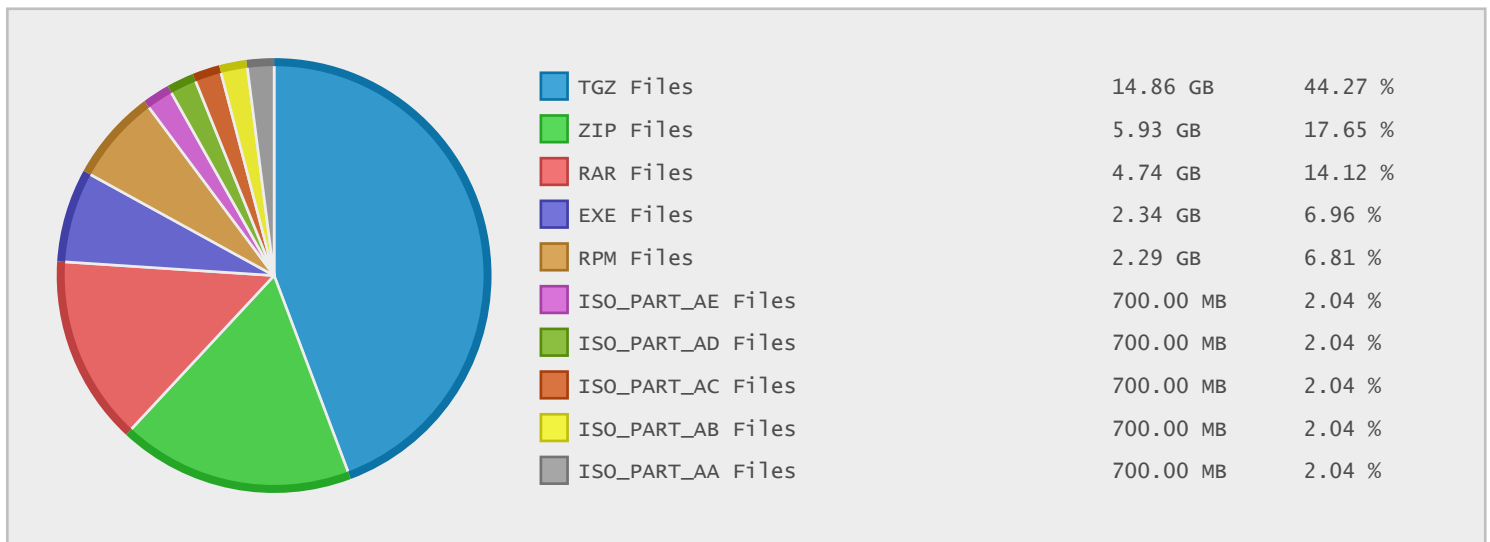 TGZ Files 14.86 GB 44.27 %
ZIP Files 5.93 GB 17.65 %
RAR Files 4.74 GB 14.12 %
EXE Files 2.34 GB 6.96 %
RPM Files 2.29 GB 6.81 %
ISO_PART_AE Files 700.00 MB 2.04 %
ISO_PART_AD Files 700.00 MB 2.04 %
ISO_PART_AC Files 700.00 MB 2.04 %
ISO_PART_AB Files 700.00 MB 2.04 %
ISO_PART_AA Files 700.00 MB 2.04 %